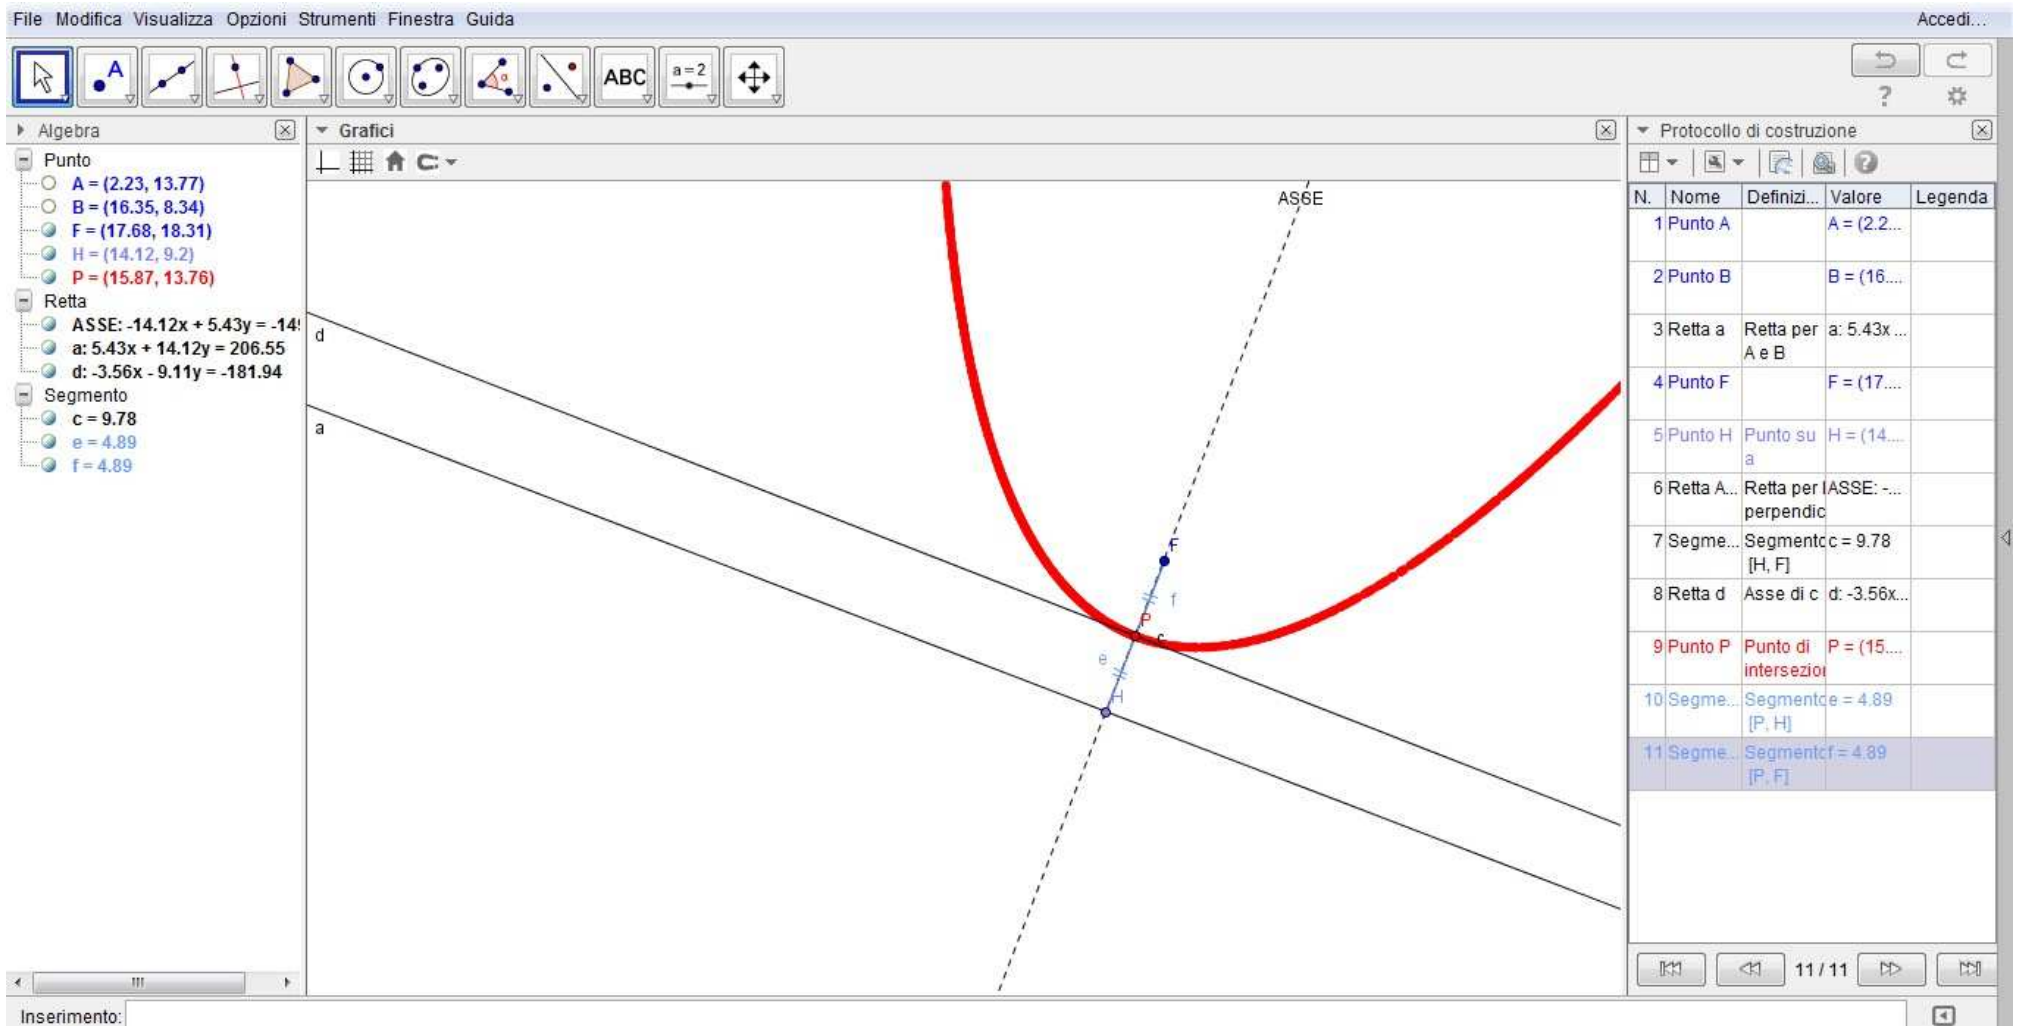 File Modifica Visualizza Opzioni Strumenti Finestra Guida Accedi...
A ABC a=2
Algebra
Punto
A = (2.23, 13.77)
B = (16.35, 8.34)
F = (17.68, 18.31)
H = (14.12, 9.2)
P = (15.87, 13.76)
Retta
ASSE: -14.12x + 5.43y = -149
a: 5.43x + 14.12y = 206.55
d: -3.56x - 9.11y = -181.94
Segmento
c = 9.78
e = 4.89
f = 4.89
Grafici
ASSE
d
a
F
f
P
c
e
H
Protocollo di costruzione
N. Nome Definizi... Valore Legenda
1 Punto A A = (2.2...
2 Punto B B = (16....
3 Retta a Retta per A e B a: 5.43x ...
4 Punto F F = (17....
5 Punto H Punto su a H = (14....
6 Retta A... Retta per perpendic ASSE: -...
7 Segme... Segmento [H, F] c = 9.78
8 Retta d Asse di c d: -3.56x...
9 Punto P Punto di intersezio P = (15....
10 Segme... Segmento [P, H] e = 4.89
11 Segme... Segmento [P, F] f = 4.89
11 / 11
Inserimento: